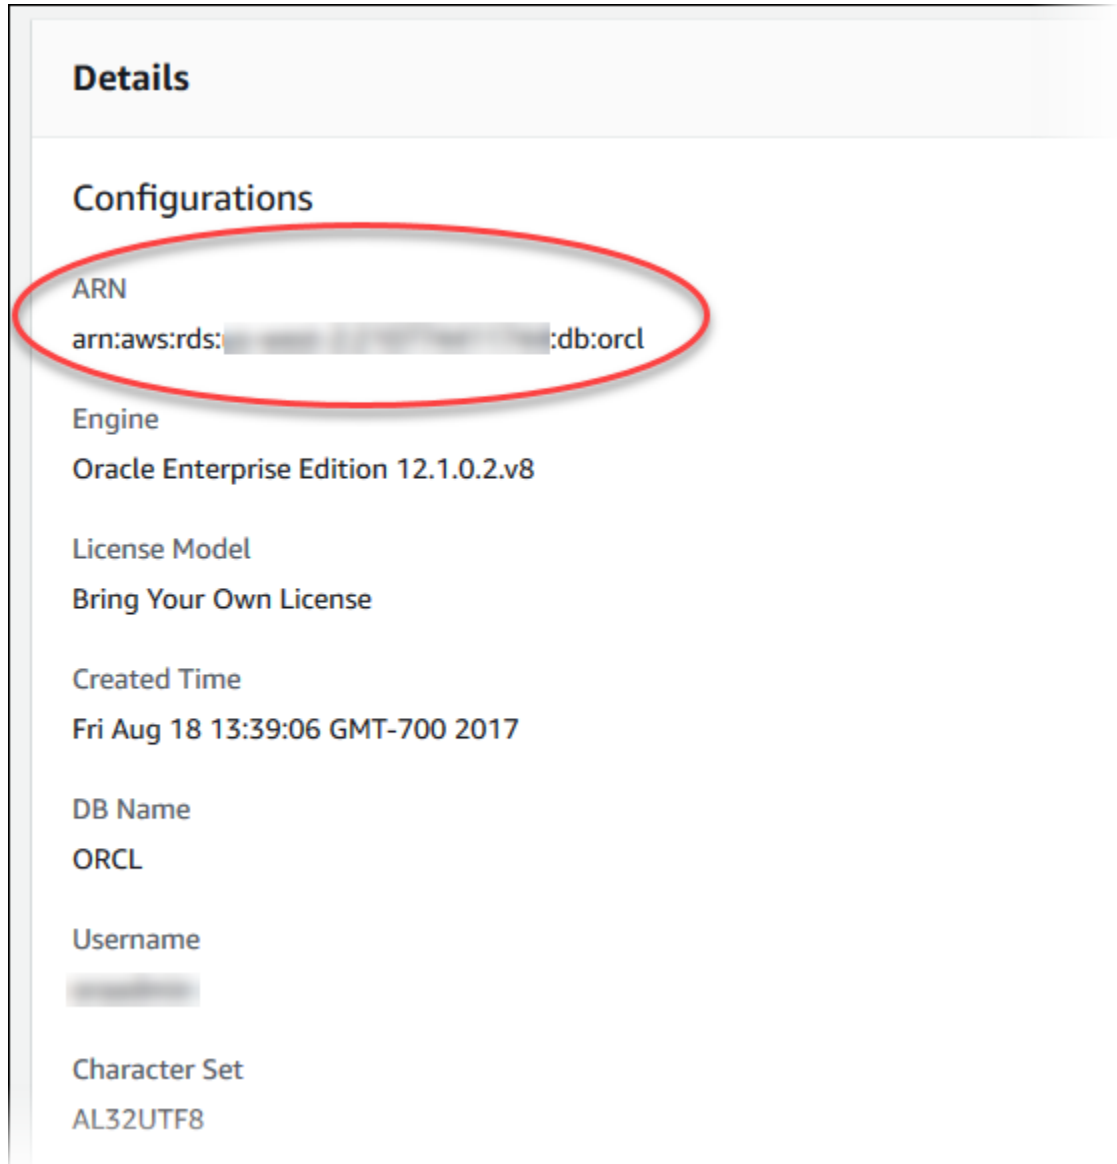 Details
Configurations
ARN
arn:aws:rds: :db:orcl
Engine
Oracle Enterprise Edition 12.1.0.2.v8
License Model
Bring Your Own License
Created Time
Fri Aug 18 13:39:06 GMT-700 2017
DB Name
ORCL
Username
Character Set
AL32UTF8